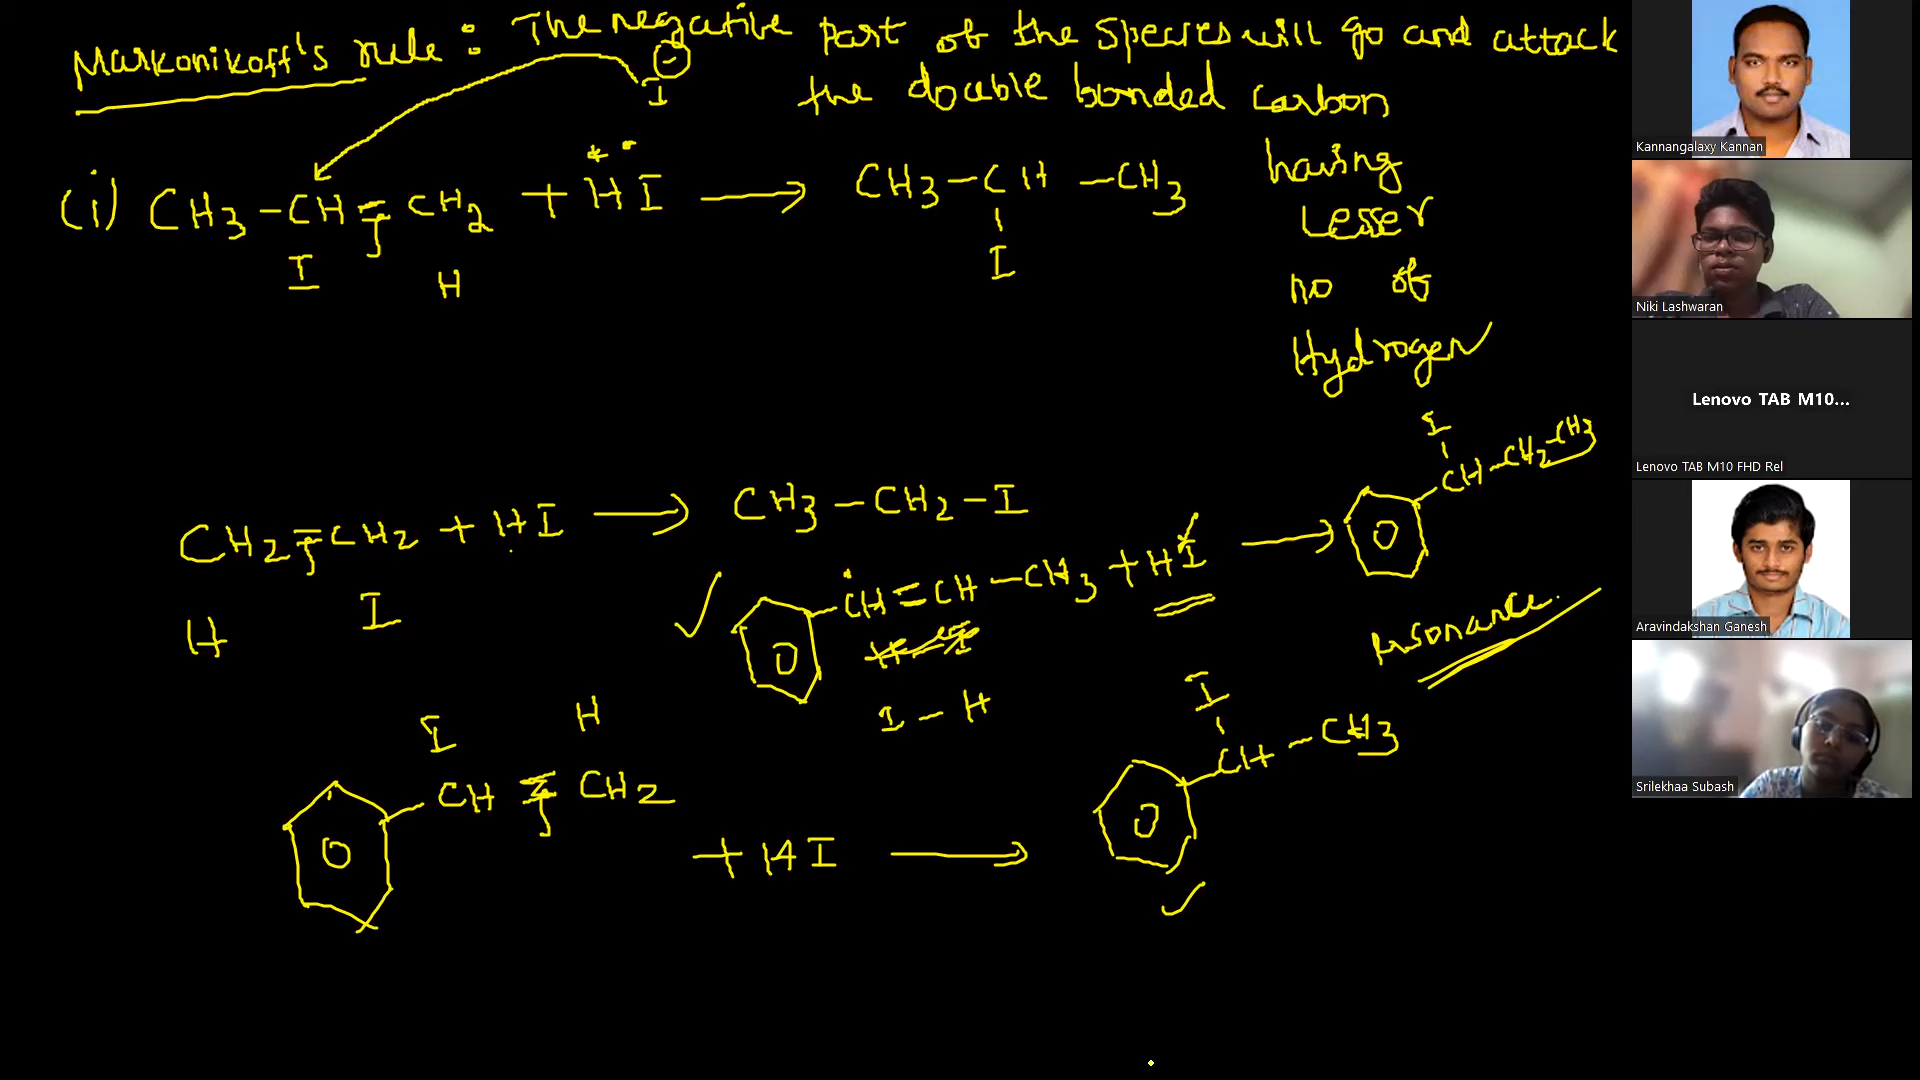 Markonikoff's rule : The negative part of the species will go and attack
the double bonded carbon
having
Lesser
no of
Hydrogen
I ⊖
(i) CH3 - CH = CH2 + HI → CH3 - CH - CH3
I
H
I
CH2 = CH2 + HI → CH3 - CH2 - I
H
I
CH = CH - CH3 + HI →
I
CH - CH2 - CH3
I - H
Resonance.
I
H
CH = CH2
+ HI →
I
CH - CH3
Kannangalaxy Kannan
Niki Lashwaran
Lenovo TAB M10...
Lenovo TAB M10 FHD Rel
Aravindakshan Ganesh
Srilekhaa Subash